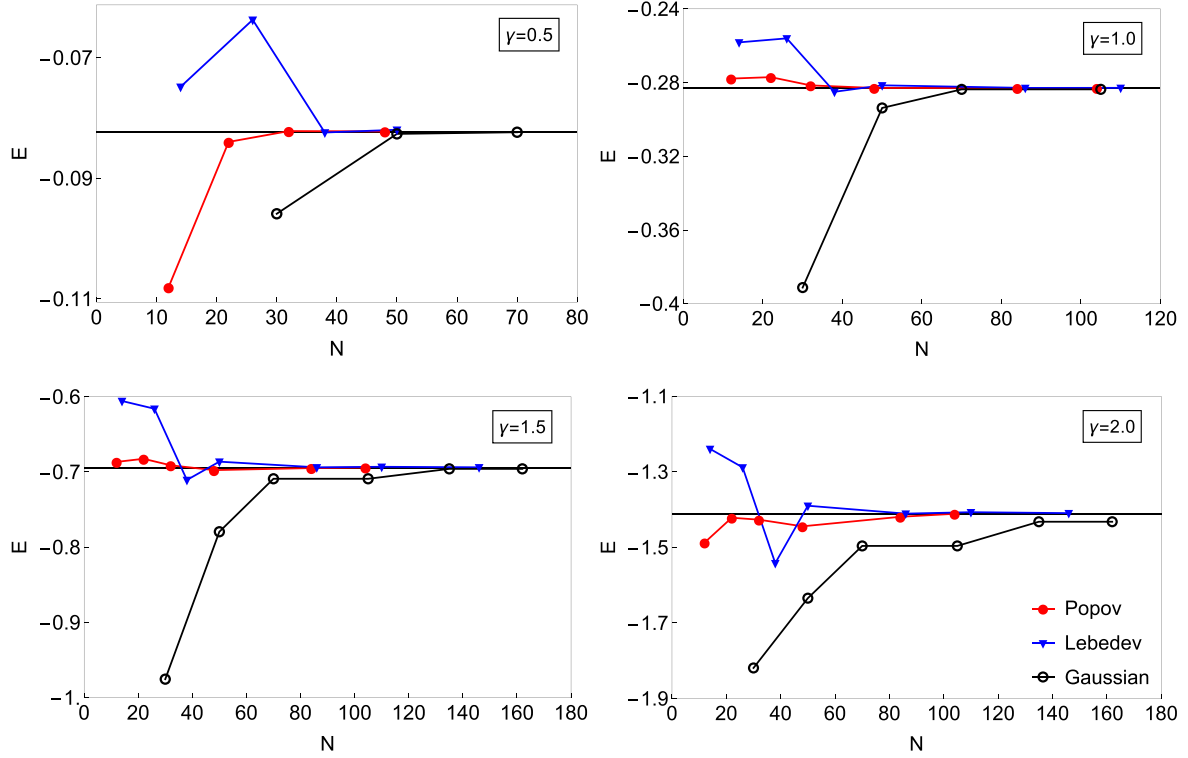 γ=0.5
−0.07
−0.09
−0.11
E
0 10 20 30 40 50 60 70 80
N
γ=1.0
−0.24
−0.28
−0.32
−0.36
−0.4
E
0 20 40 60 80 100 120
N
γ=1.5
−0.6
−0.7
−0.8
−0.9
−1.
E
0 20 40 60 80 100 120 140 160 180
N
γ=2.0
−1.1
−1.3
−1.5
−1.7
−1.9
E
Popov
Lebedev
Gaussian
0 20 40 60 80 100 120 140 160 180
N